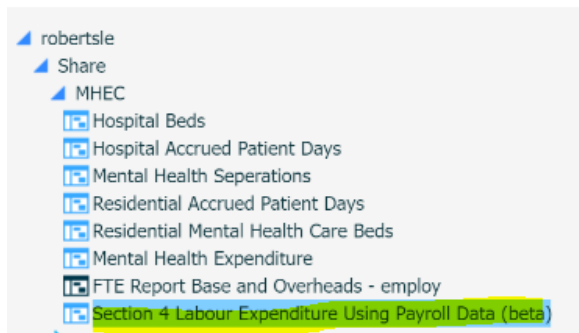 robertsle
Share
MHEC
Hospital Beds
Hospital Accrued Patient Days
Mental Health Seperations
Residential Accrued Patient Days
Residential Mental Health Care Beds
Mental Health Expenditure
FTE Report Base and Overheads - employ
Section 4 Labour Expenditure Using Payroll Data (beta)